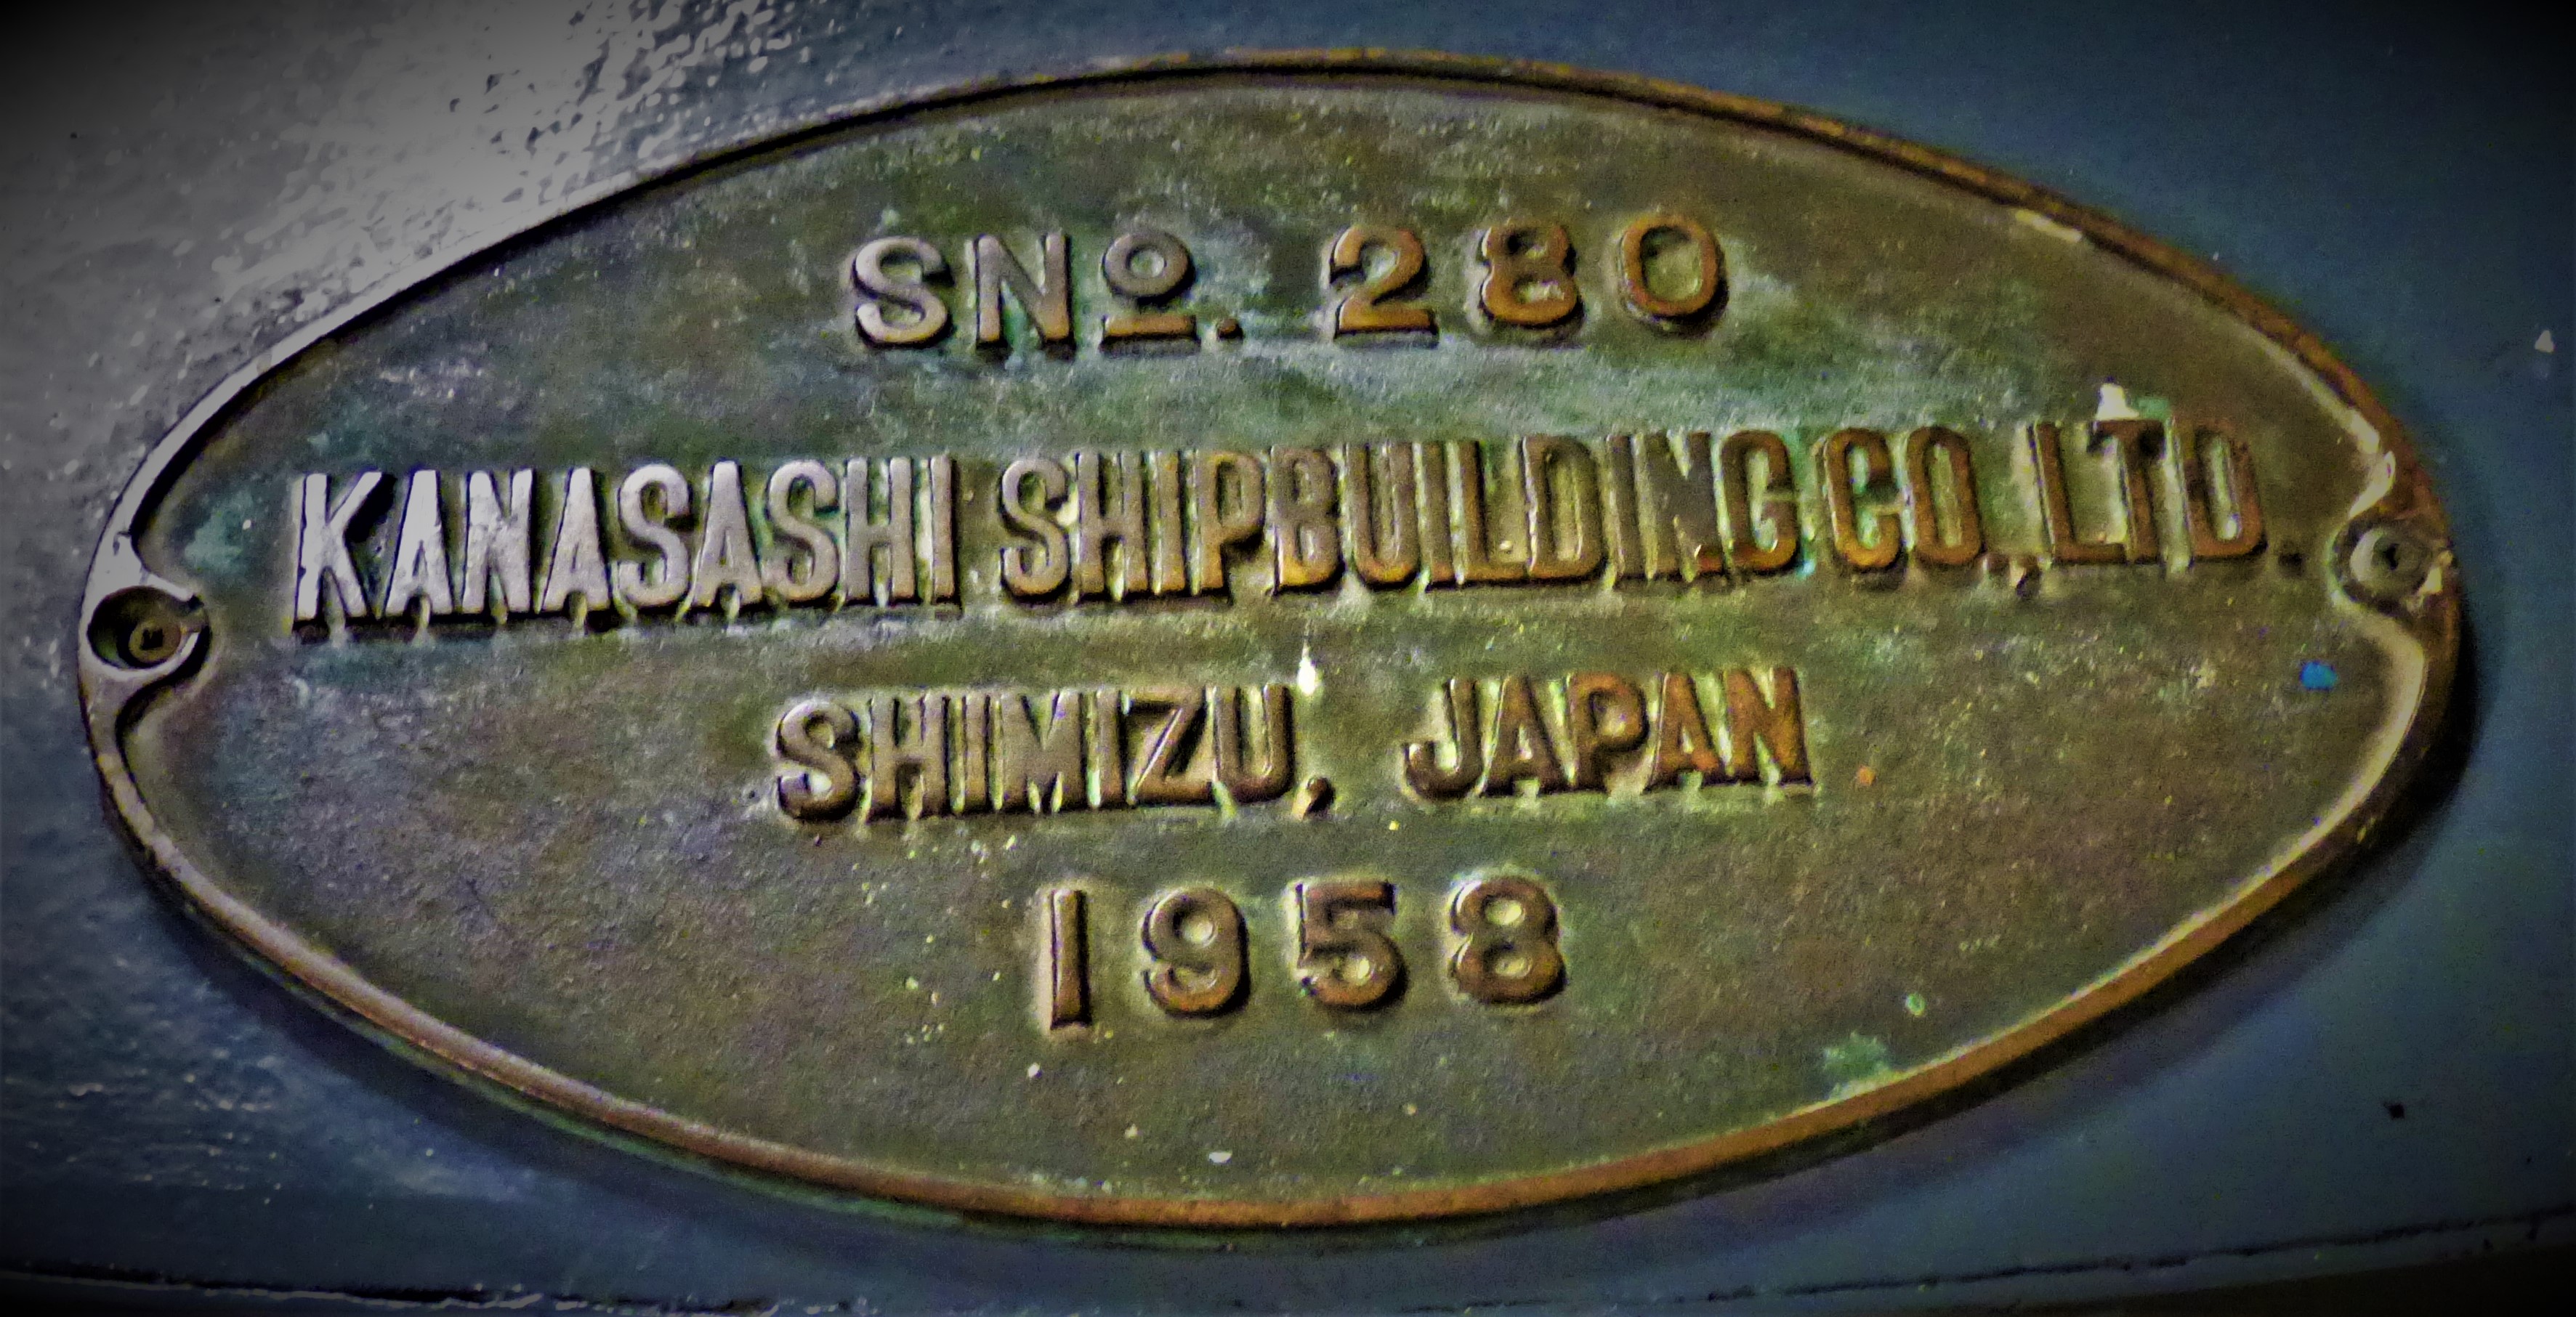 SNº. 280
KANASASHI SHIPBUILDING CO., LTD.
SHIMIZU, JAPAN
1958